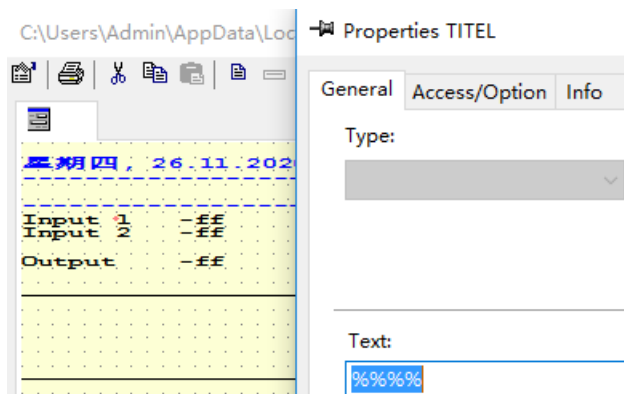 C:\Users\Admin\AppData\Loc
Properties TITEL
General Access/Option Info
Type:
星期四, 26.11.202
Input 1 -ff
Input 2 -ff
Output -ff
Text:
%%%%